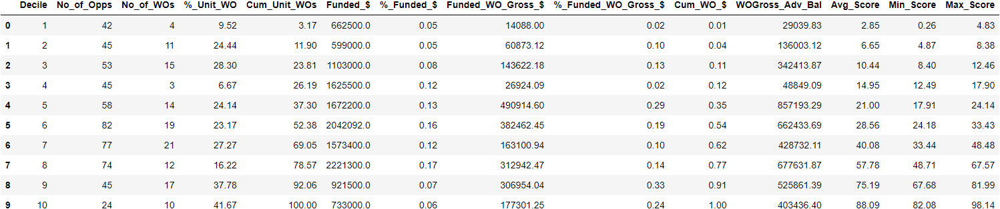 Decile No_of_Opps No_of_WOs %_Unit_WO Cum_Unit_WOs Funded_$ %_Funded_$ Funded_WO_Gross_$ %_Funded_WO_Gross_$ Cum_WO_$ WOGross_Adv_Bal Avg_Score Min_Score Max_Score
0 1 42 4 9.52 3.17 662500.0 0.05 14088.00 0.02 0.01 29039.83 2.85 0.26 4.83
1 2 45 11 24.44 11.90 599000.0 0.05 60873.12 0.10 0.04 136003.12 6.65 4.87 8.38
2 3 53 15 28.30 23.81 1103000.0 0.08 143622.18 0.13 0.11 342413.87 10.44 8.40 12.46
3 4 45 3 6.67 26.19 1625500.0 0.12 26924.09 0.02 0.12 48849.09 14.95 12.49 17.90
4 5 58 14 24.14 37.30 1672200.0 0.13 490914.60 0.29 0.35 857193.29 21.00 17.91 24.14
5 6 82 19 23.17 52.38 2042092.0 0.16 382462.45 0.19 0.54 662433.69 28.56 24.18 33.43
6 7 77 21 27.27 69.05 1573400.0 0.12 163100.94 0.10 0.62 428732.11 40.08 33.44 48.48
7 8 74 12 16.22 78.57 2221300.0 0.17 312942.47 0.14 0.77 677631.87 57.78 48.71 67.57
8 9 45 17 37.78 92.06 921500.0 0.07 306954.04 0.33 0.91 525861.39 75.19 67.68 81.99
9 10 24 10 41.67 100.00 733000.0 0.06 177301.25 0.24 1.00 403436.40 88.09 82.08 98.14